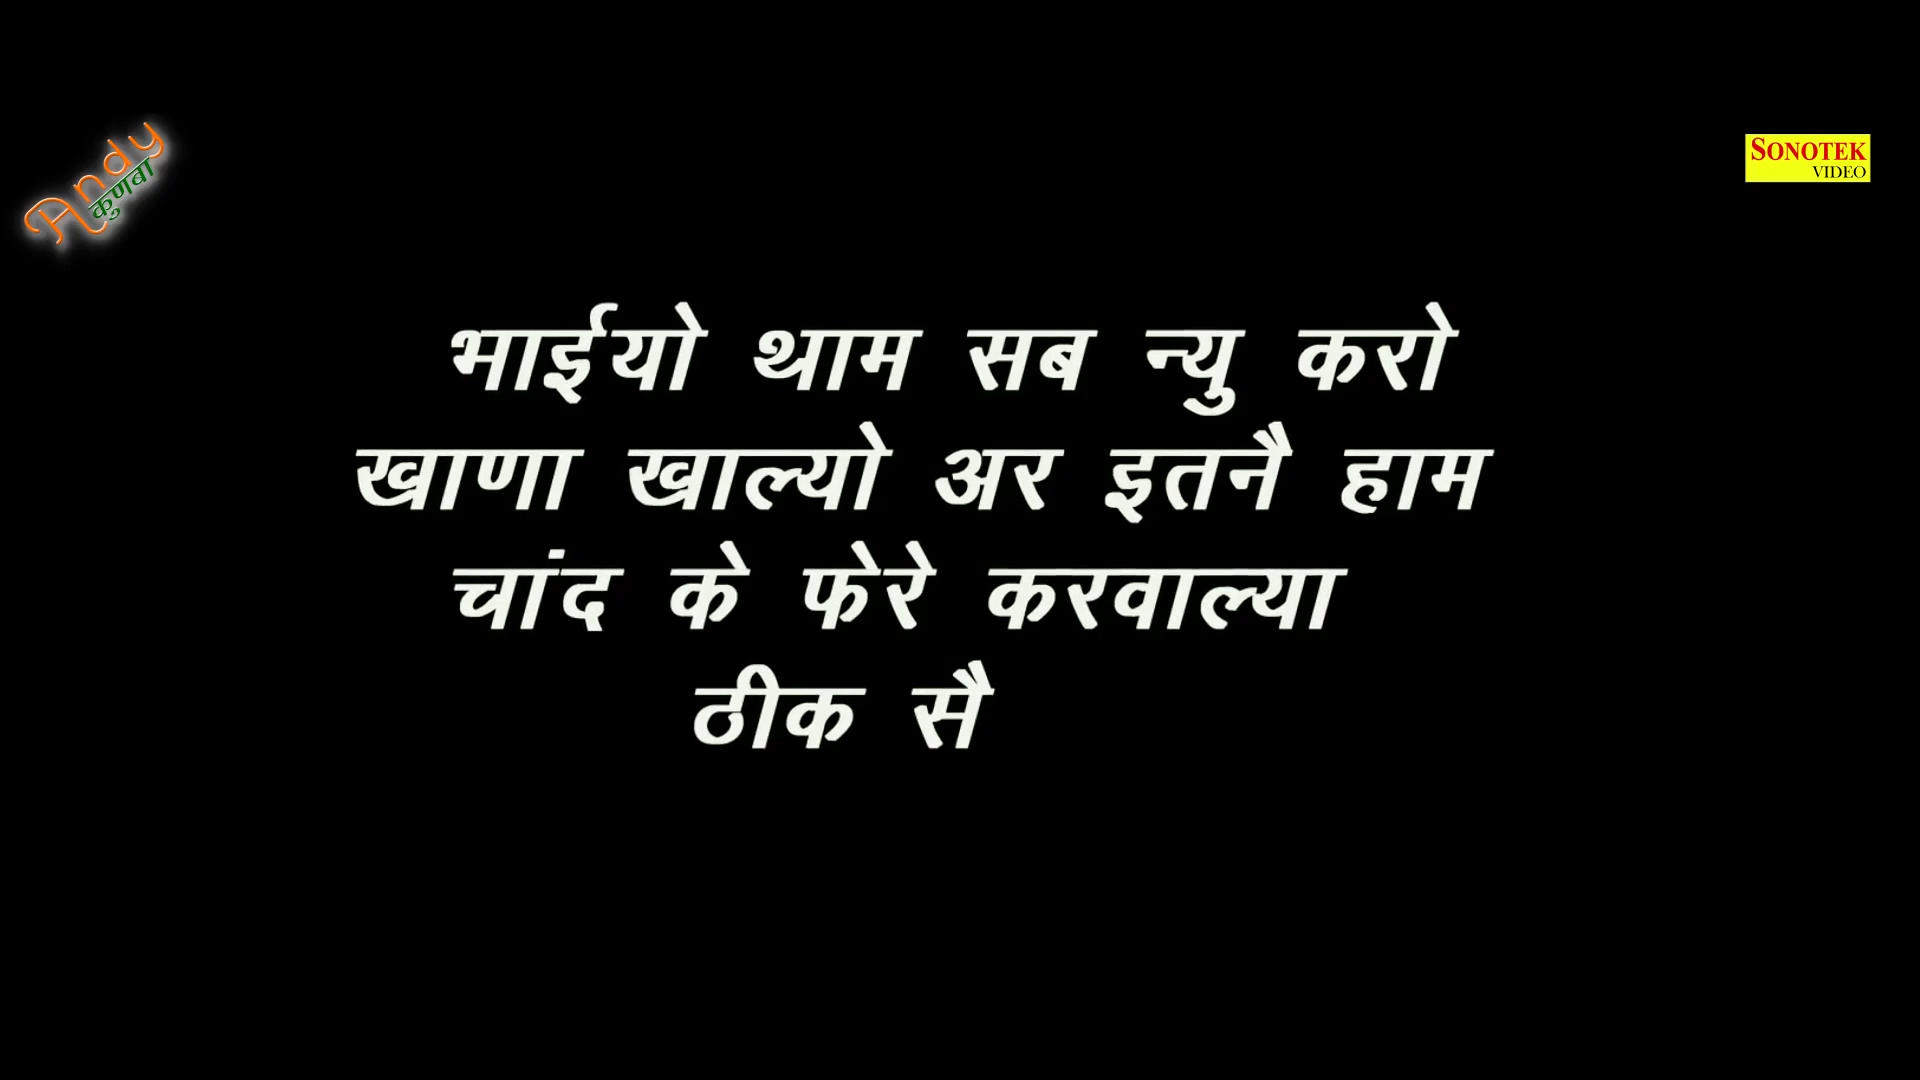 Andy
कुणबा
SONOTEK
VIDEO
भाईयो थाम सब न्यु करो
खाणा खाल्यो अर इतनै हाम
चांद के फेरे करवाल्या
ठीक सै